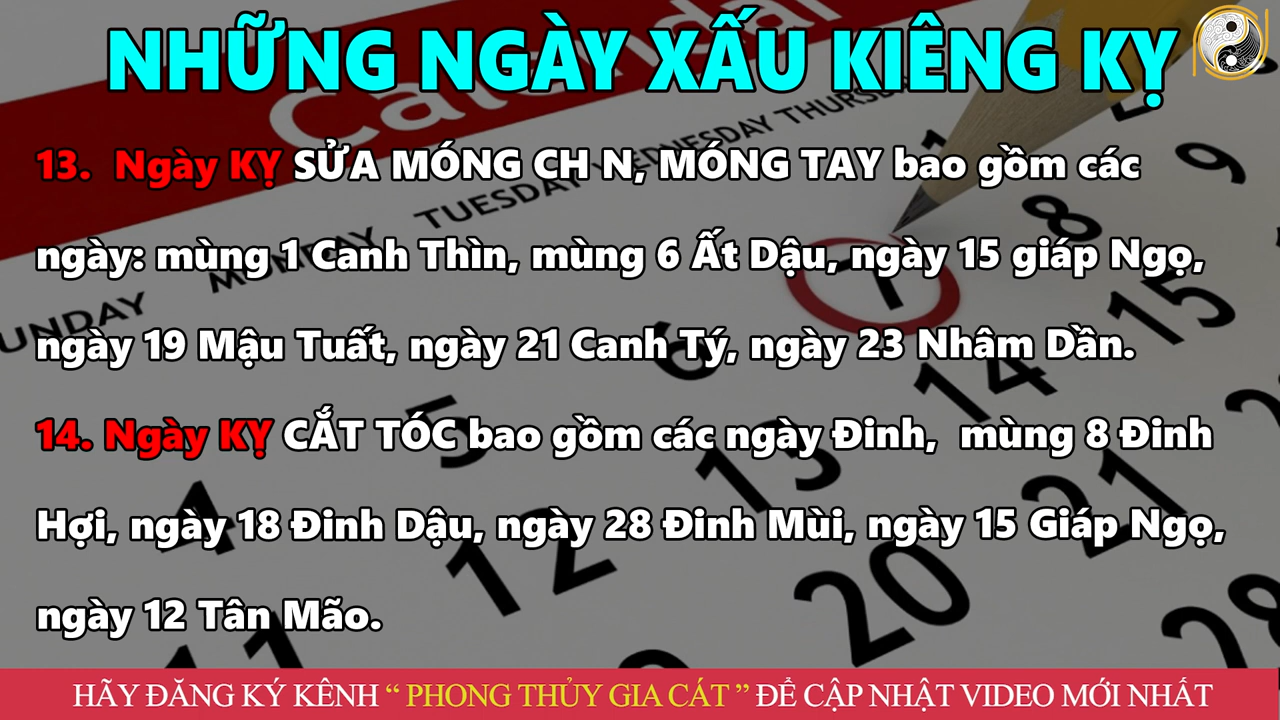 NHỮNG NGÀY XẤU KIÊNG KỴ
13. Ngày KỴ SỬA MÓNG CH N, MÓNG TAY bao gồm các
ngày: mùng 1 Canh Thìn, mùng 6 Ất Dậu, ngày 15 giáp Ngọ,
ngày 19 Mậu Tuất, ngày 21 Canh Tý, ngày 23 Nhâm Dần.
14. Ngày KỴ CẮT TÓC bao gồm các ngày Đinh, mùng 8 Đinh
Hợi, ngày 18 Đinh Dậu, ngày 28 Đinh Mùi, ngày 15 Giáp Ngọ,
ngày 12 Tân Mão.
HÃY ĐĂNG KÝ KÊNH “ PHONG THỦY GIA CÁT ” ĐỂ CẬP NHẬT VIDEO MỚI NHẤT